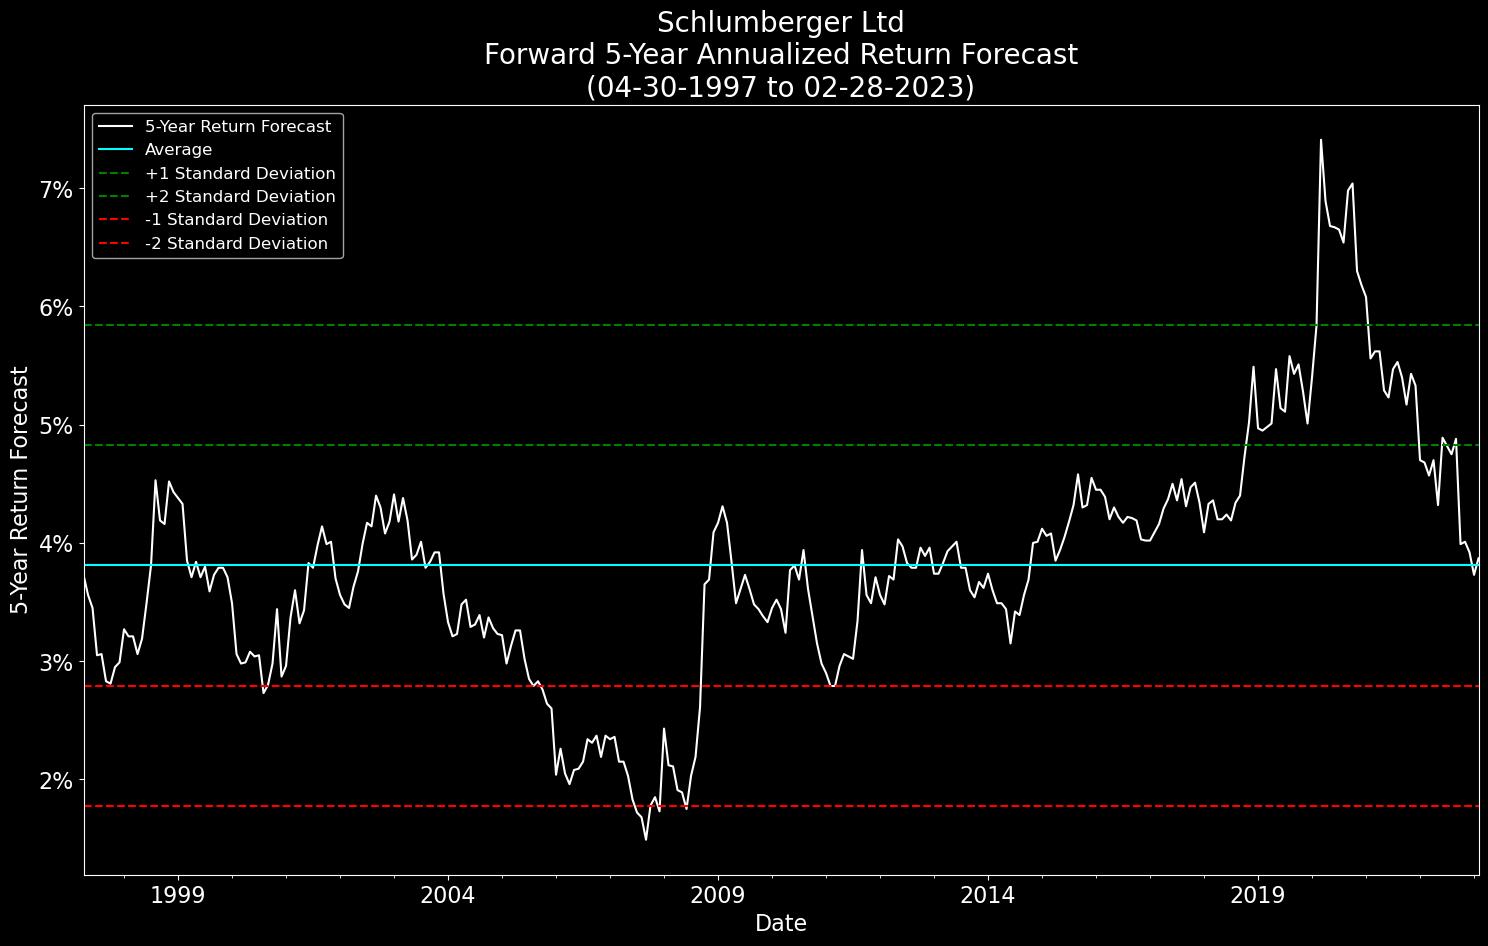 Schlumberger Ltd
Forward 5-Year Annualized Return Forecast
(04-30-1997 to 02-28-2023)
5-Year Return Forecast
Average
+1 Standard Deviation
+2 Standard Deviation
-1 Standard Deviation
-2 Standard Deviation
7%
6%
5%
4%
3%
2%
5-Year Return Forecast
1999
2004
2009
2014
2019
Date